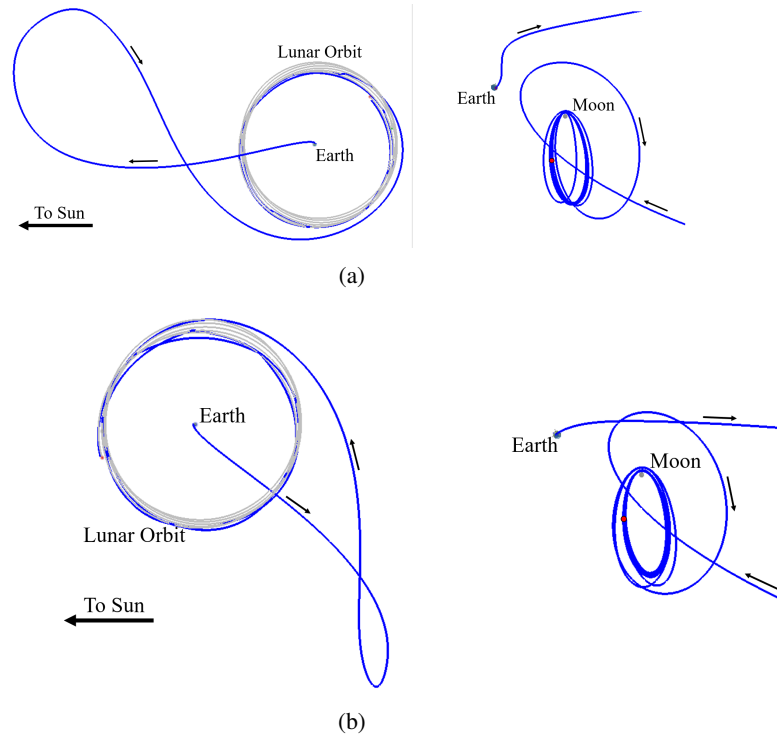 Lunar Orbit
Earth
To Sun
Earth
Moon
(a)
Earth
Lunar Orbit
To Sun
Earth
Moon
(b)